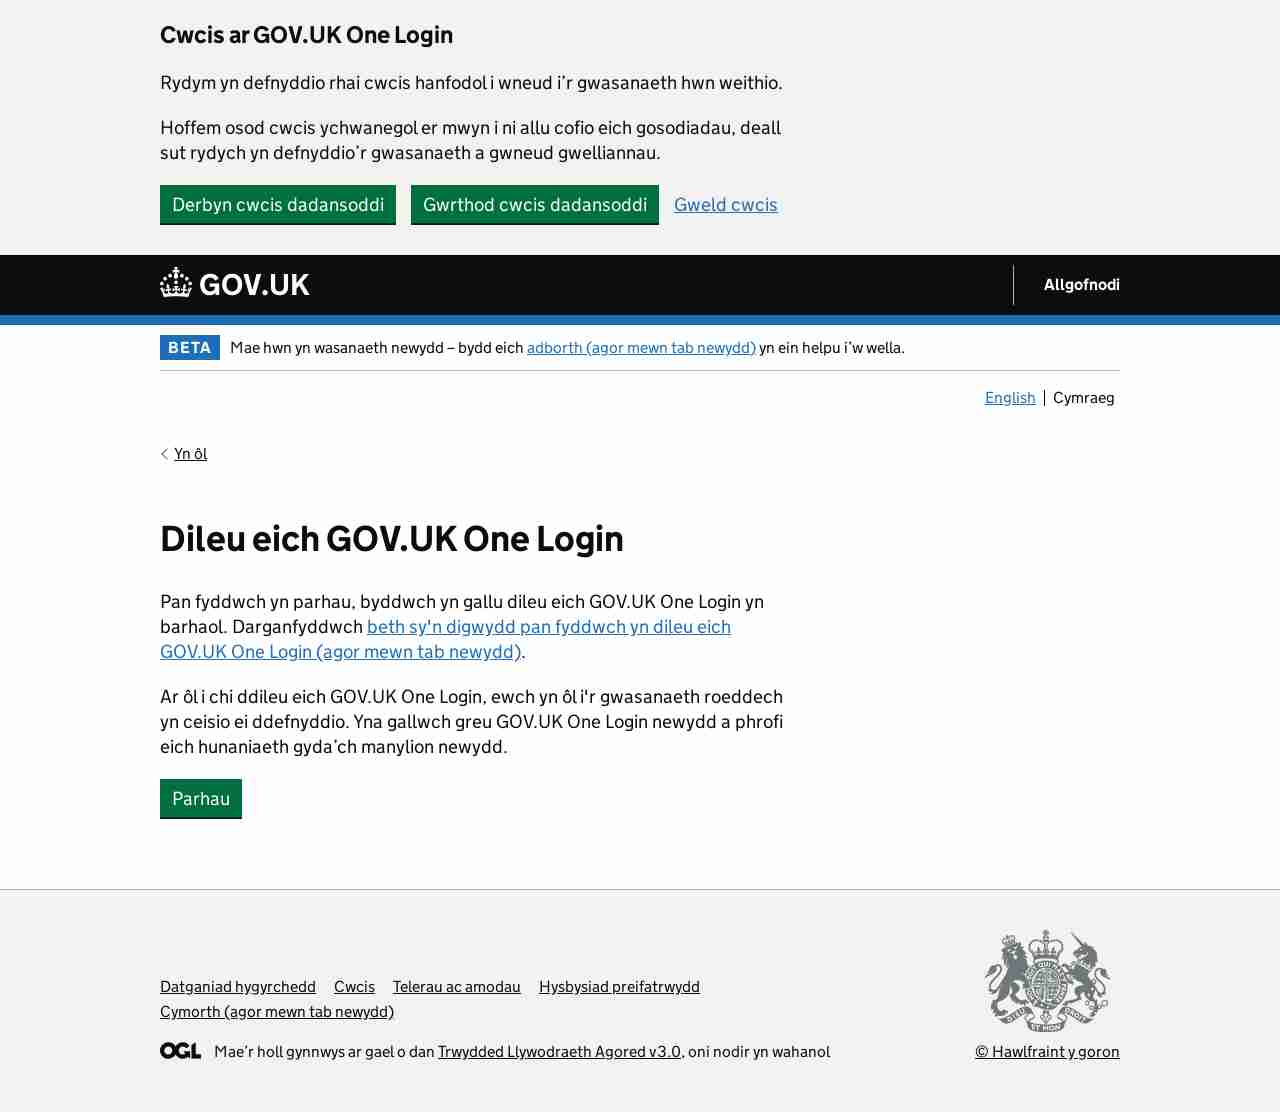 Cwcis ar GOV.UK One Login
Rydym yn defnyddio rhai cwcis hanfodol i wneud i’r gwasanaeth hwn weithio.
Hoffem osod cwcis ychwanegol er mwyn i ni allu cofio eich gosodiadau, deall
sut rydych yn defnyddio’r gwasanaeth a gwneud gwelliannau.
Derbyn cwcis dadansoddi Gwrthod cwcis dadansoddi Gweld cwcis
GOV.UK Allgofnodi
BETA Mae hwn yn wasanaeth newydd – bydd eich adborth (agor mewn tab newydd) yn ein helpu i’w wella.
English Cymraeg
Yn ôl
Dileu eich GOV.UK One Login
Pan fyddwch yn parhau, byddwch yn gallu dileu eich GOV.UK One Login yn
barhaol. Darganfyddwch beth sy'n digwydd pan fyddwch yn dileu eich
GOV.UK One Login (agor mewn tab newydd).
Ar ôl i chi ddileu eich GOV.UK One Login, ewch yn ôl i'r gwasanaeth roeddech
yn ceisio ei ddefnyddio. Yna gallwch greu GOV.UK One Login newydd a phrofi
eich hunaniaeth gyda’ch manylion newydd.
Parhau
Datganiad hygyrchedd Cwcis Telerau ac amodau Hysbysiad preifatrwydd
Cymorth (agor mewn tab newydd)
OGL Mae’r holl gynnwys ar gael o dan Trwydded Llywodraeth Agored v3.0, oni nodir yn wahanol
© Hawlfraint y goron